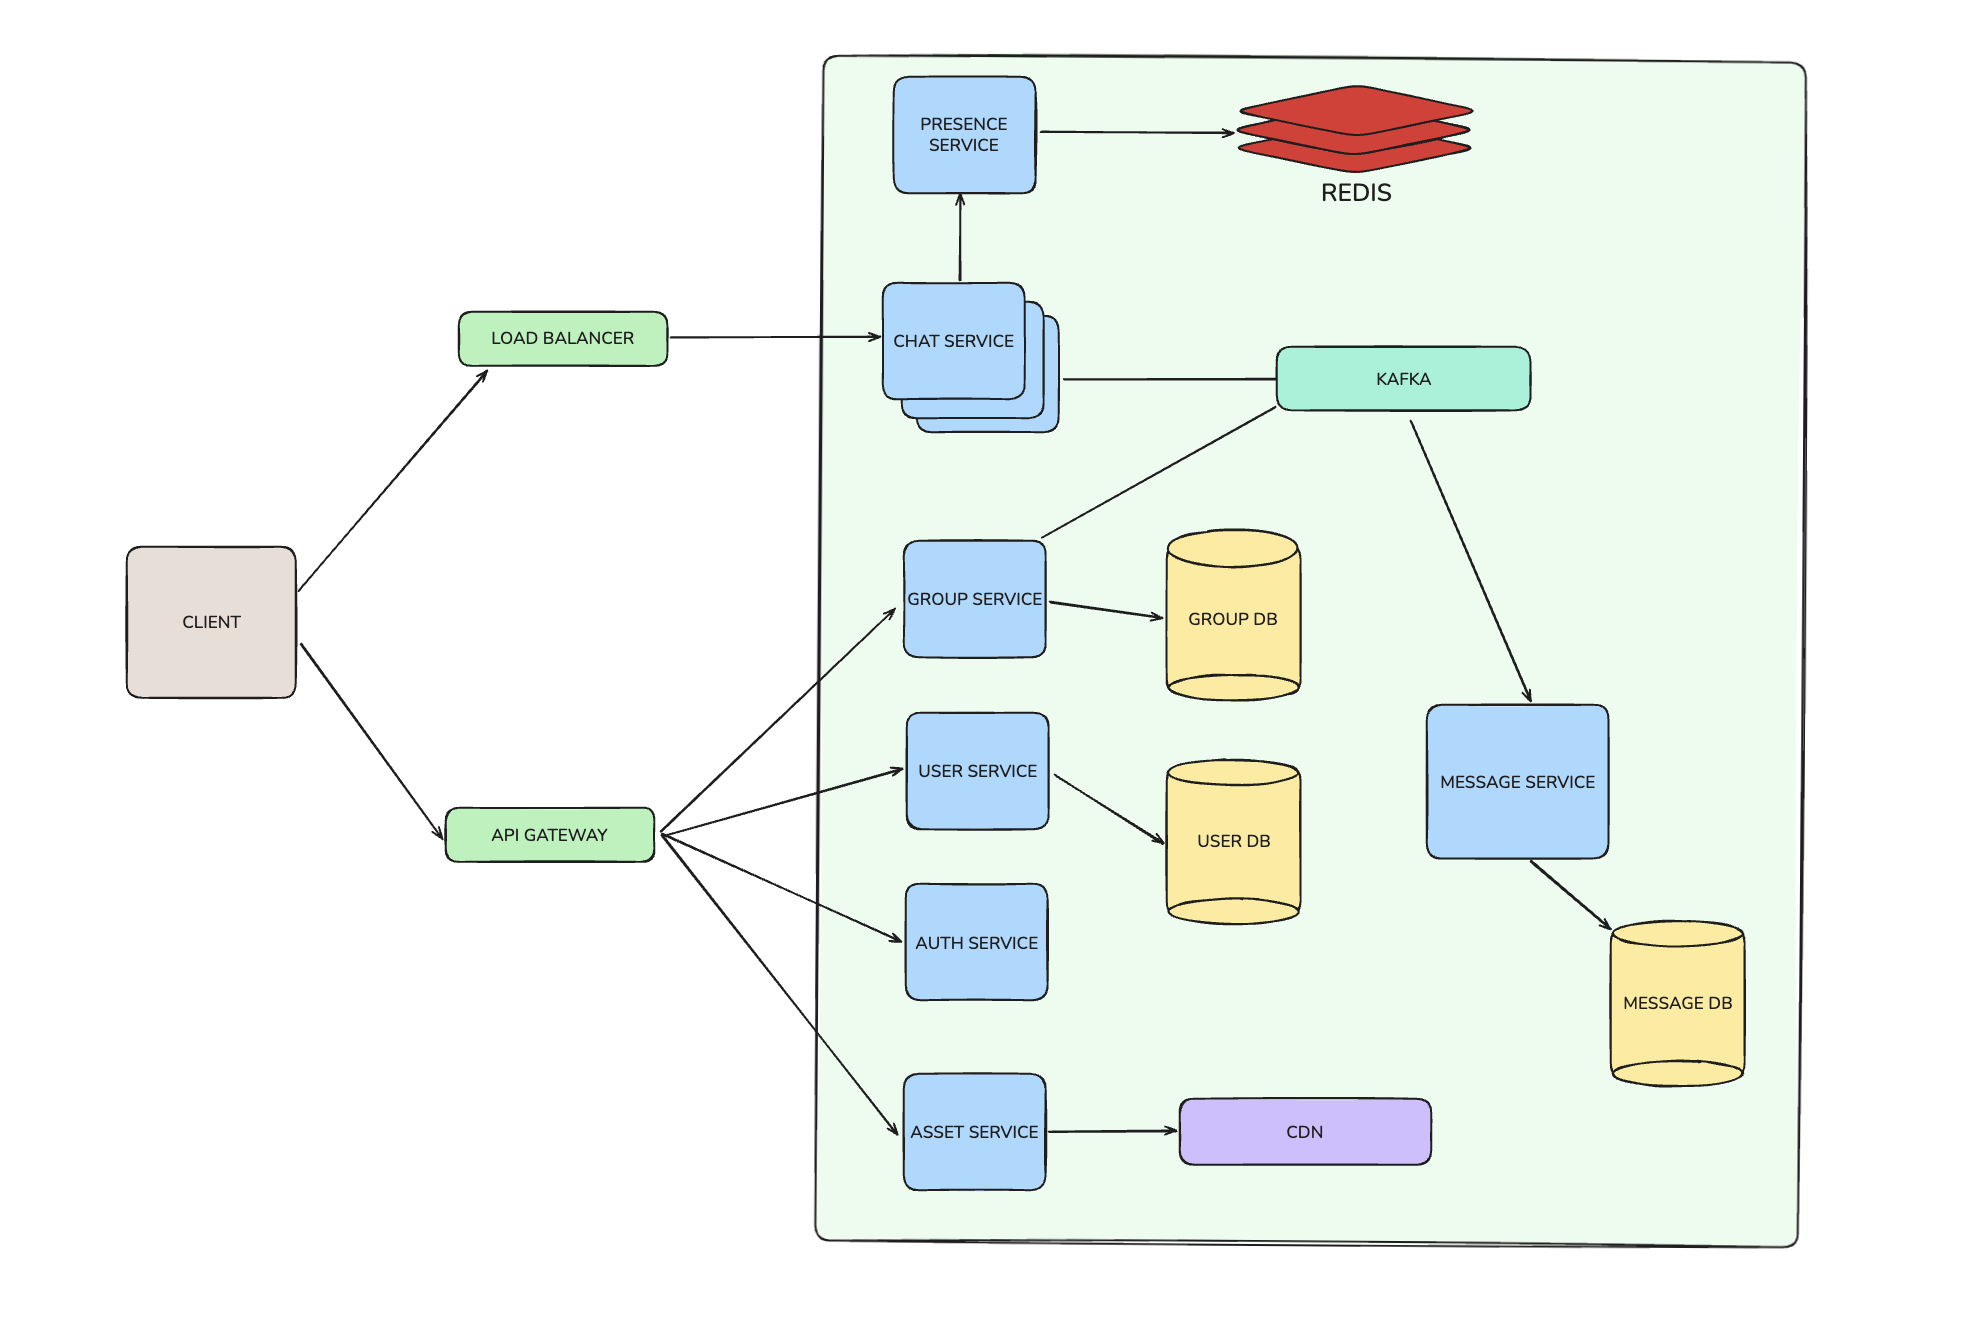 PRESENCE
SERVICE
REDIS
LOAD BALANCER
CHAT SERVICE
KAFKA
CLIENT
GROUP SERVICE
GROUP DB
USER SERVICE
MESSAGE SERVICE
API GATEWAY
USER DB
AUTH SERVICE
MESSAGE DB
ASSET SERVICE
CDN